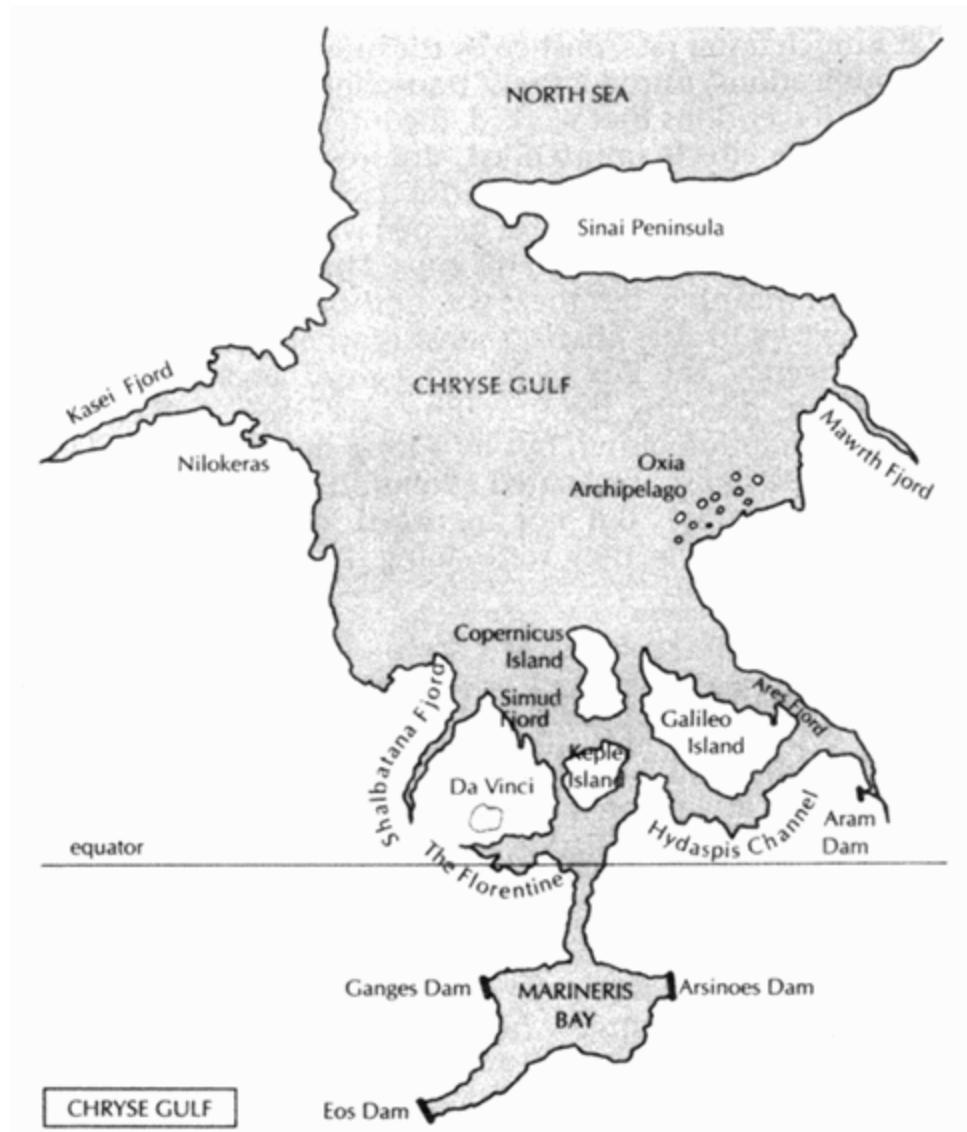 NORTH SEA
Sinai Peninsula
Kasei Fjord
CHRYSE GULF
Mawrth Fjord
Nilokeras
Oxia
Archipelago
Copernicus
Island
Shalbatana Fjord
Simud
Fjord
Ares Fjord
Galileo
Island
Kepler
Island
Da Vinci
Hydaspis Channel
Aram
Dam
equator
The Florentine
Ganges Dam
MARINERIS
BAY
Arsinoes Dam
Eos Dam
CHRYSE GULF